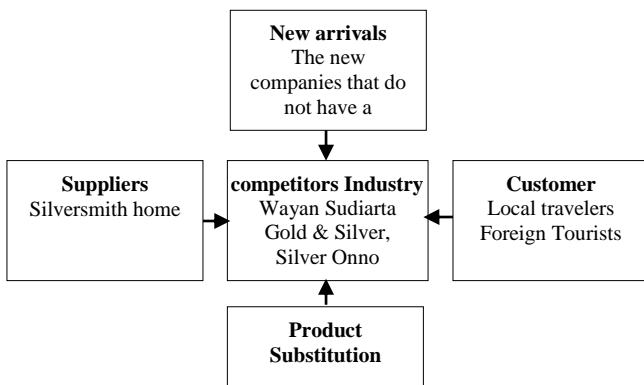 New arrivals
The new
companies that do
not have a
Suppliers
Silversmith home
competitors Industry
Wayan Sudiarta
Gold & Silver,
Silver Onno
Customer
Local travelers
Foreign Tourists
Product
Substitution